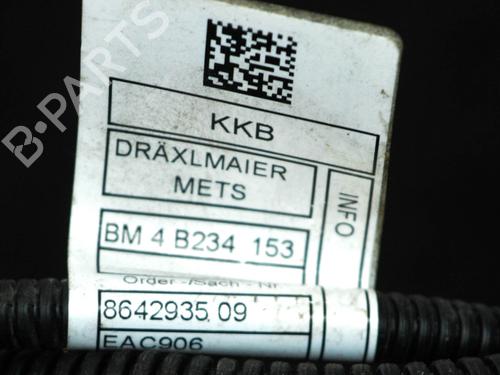 B-PARTS
KKB
DRÄXLMAIER
METS
INFO
BM 4 B234 153
Order -/Sach - Nr
8642935 09
EAC906